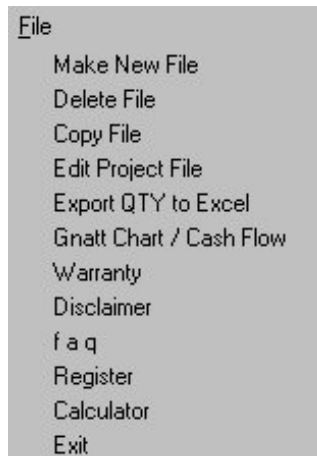 File
Make New File
Delete File
Copy File
Edit Project File
Export QTY to Excel
Gnatt Chart / Cash Flow
Warranty
Disclaimer
f a q
Register
Calculator
Exit